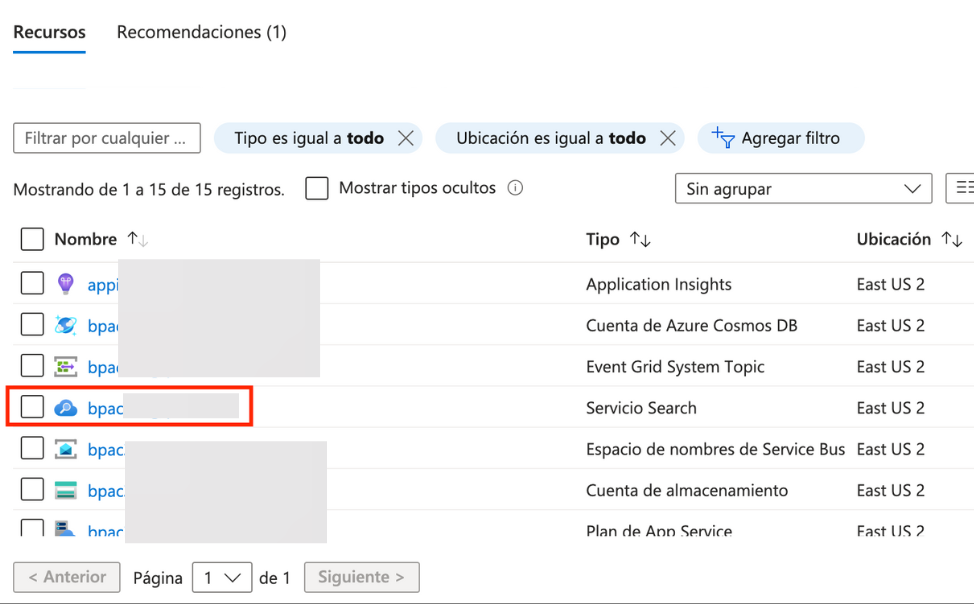 Recursos Recomendaciones (1)
Filtrar por cualquier ... Tipo es igual a todo Ubicación es igual a todo Agregar filtro
Mostrando de 1 a 15 de 15 registros. Mostrar tipos ocultos Sin agrupar
Nombre Tipo Ubicación
appi Application Insights East US 2
bpac Cuenta de Azure Cosmos DB East US 2
bpac Event Grid System Topic East US 2
bpac Servicio Search East US 2
bpac Espacio de nombres de Service Bus East US 2
bpac Cuenta de almacenamiento East US 2
bpac Plan de App Service East US 2
< Anterior Página 1 de 1 Siguiente >